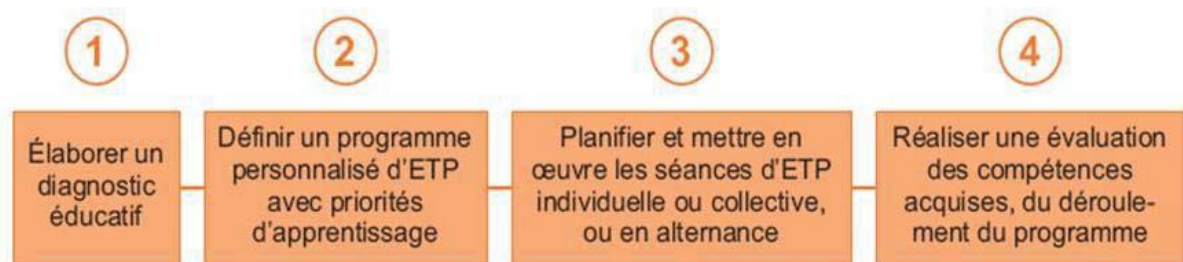 1
2
3
4
Élaborer un
diagnostic
éducatif
Définir un programme
personnalisé d'ETP
avec priorités
d'apprentissage
Planifier et mettre en
œuvre les séances d'ETP
individuelle ou collective,
ou en alternance
Réaliser une évaluation
des compétences
acquises, du déroule-
ment du programme